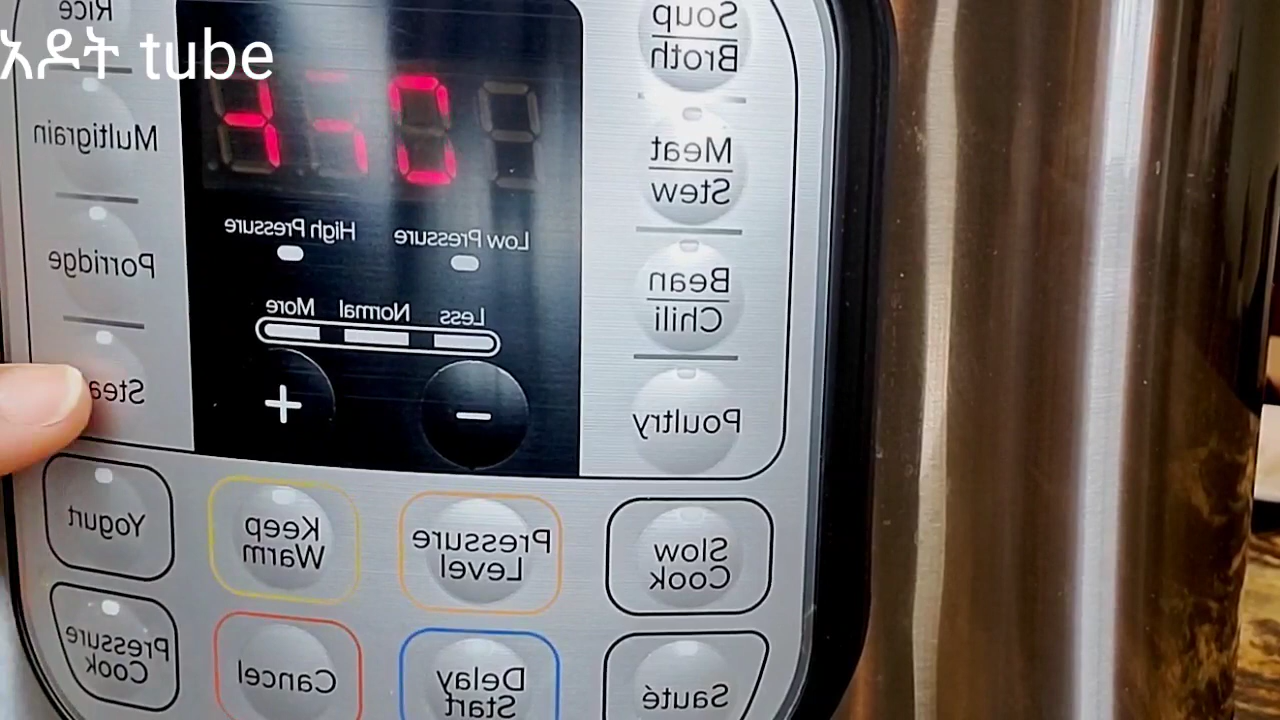 Rice
አዶት tube
Soup
Broth
Multigrain
Meat
Stew
High Pressure
Low Pressure
Porridge
Bean
Chili
More Normal Less
Stea
+
−
Poultry
Yogurt
Keep
Warm
Pressure
Level
Slow
Cook
Pressure
Cook
Cancel
Delay
Start
Sauté